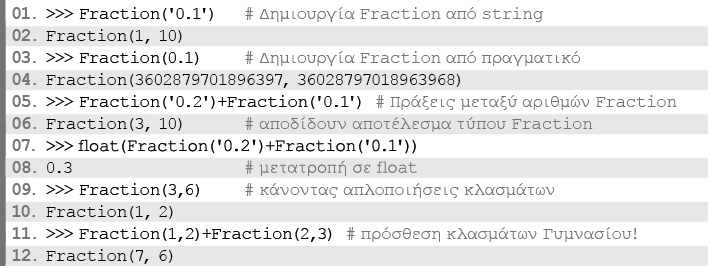 01. >>> Fraction('0.1') # Δημιουργία Fraction από string
02. Fraction(1, 10)
03. >>> Fraction(0.1) # Δημιουργία Fraction από πραγματικό
04. Fraction(3602879701896397, 36028797018963968)
05. >>> Fraction('0.2')+Fraction('0.1') # Πράξεις μεταξύ αριθμών Fraction
06. Fraction(3, 10) # αποδίδουν αποτέλεσμα τύπου Fraction
07. >>> float(Fraction('0.2')+Fraction('0.1'))
08. 0.3 # μετατροπή σε float
09. >>> Fraction(3,6) # κάνοντας απλοποιήσεις κλασμάτων
10. Fraction(1, 2)
11. >>> Fraction(1,2)+Fraction(2,3) # πρόσθεση κλασμάτων Γυμνασίου!
12. Fraction(7, 6)